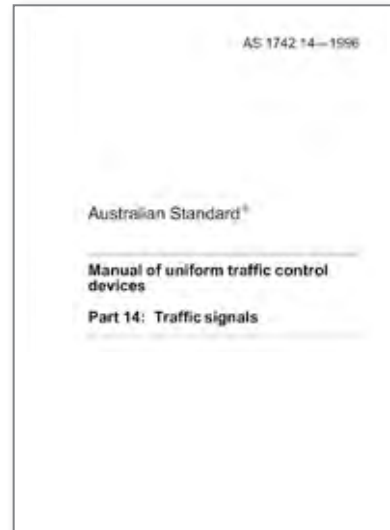 AS 1742 14—1996
Australian Standard®
Manual of uniform traffic control
devices
Part 14: Traffic signals